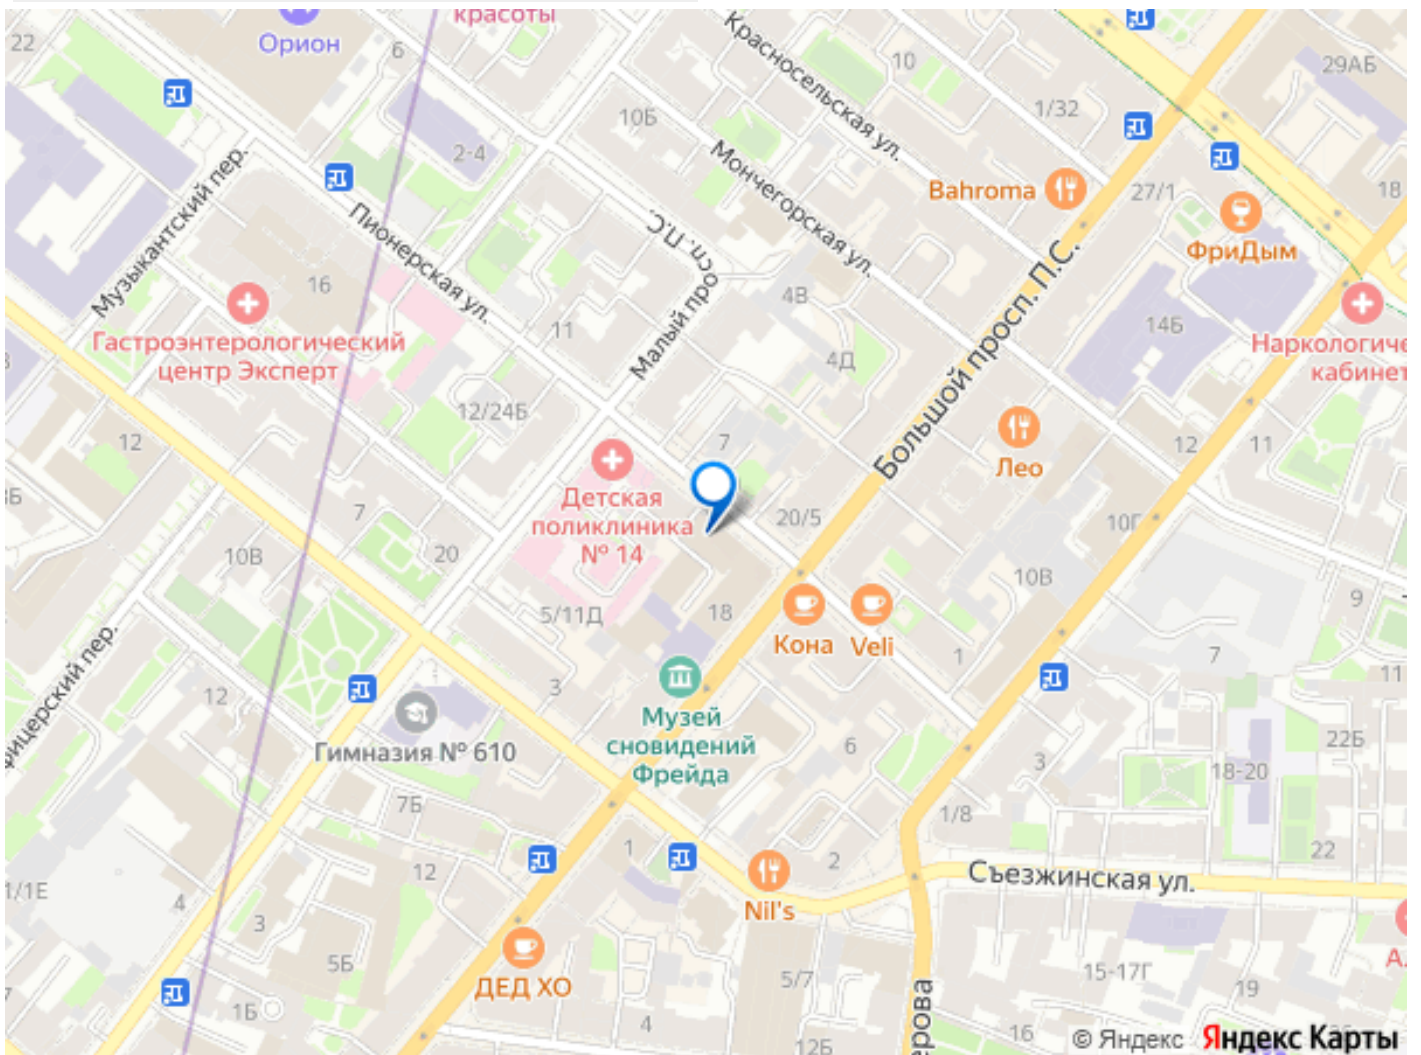 красоты
Орион
22
6
10
29АБ
Красносельская ул.
1/32
10Б
2-4
Мончегорская ул.
Bahroma
27/1
18
Музыкантский пер.
Пионерская ул.
Малый просп. П.С.
ФриДым
16
4В
14Б
11
Большой просп. П.С.
Гастроэнтерологический
центр Эксперт
4Д
Наркологиче
кабинет
12/24Б
12
7
Лео
12
11
Детская
поликлиника
№ 14
7
20/5
10Г
10В
20
10В
5/11Д
18
9
Кона
Veli
1
7
11
фицерский пер.
12
3
Музей
сновидений
Фрейда
Гимназия № 610
6
3
22Б
18-20
7Б
1/8
12
1
2
22
Съезжинская ул.
1/1Е
4
3
Nil's
5Б
ДЕД ХО
5/7
15-17Г
19
1Б
4
12Б
ерова
16
© Яндекс
Яндекс Карты